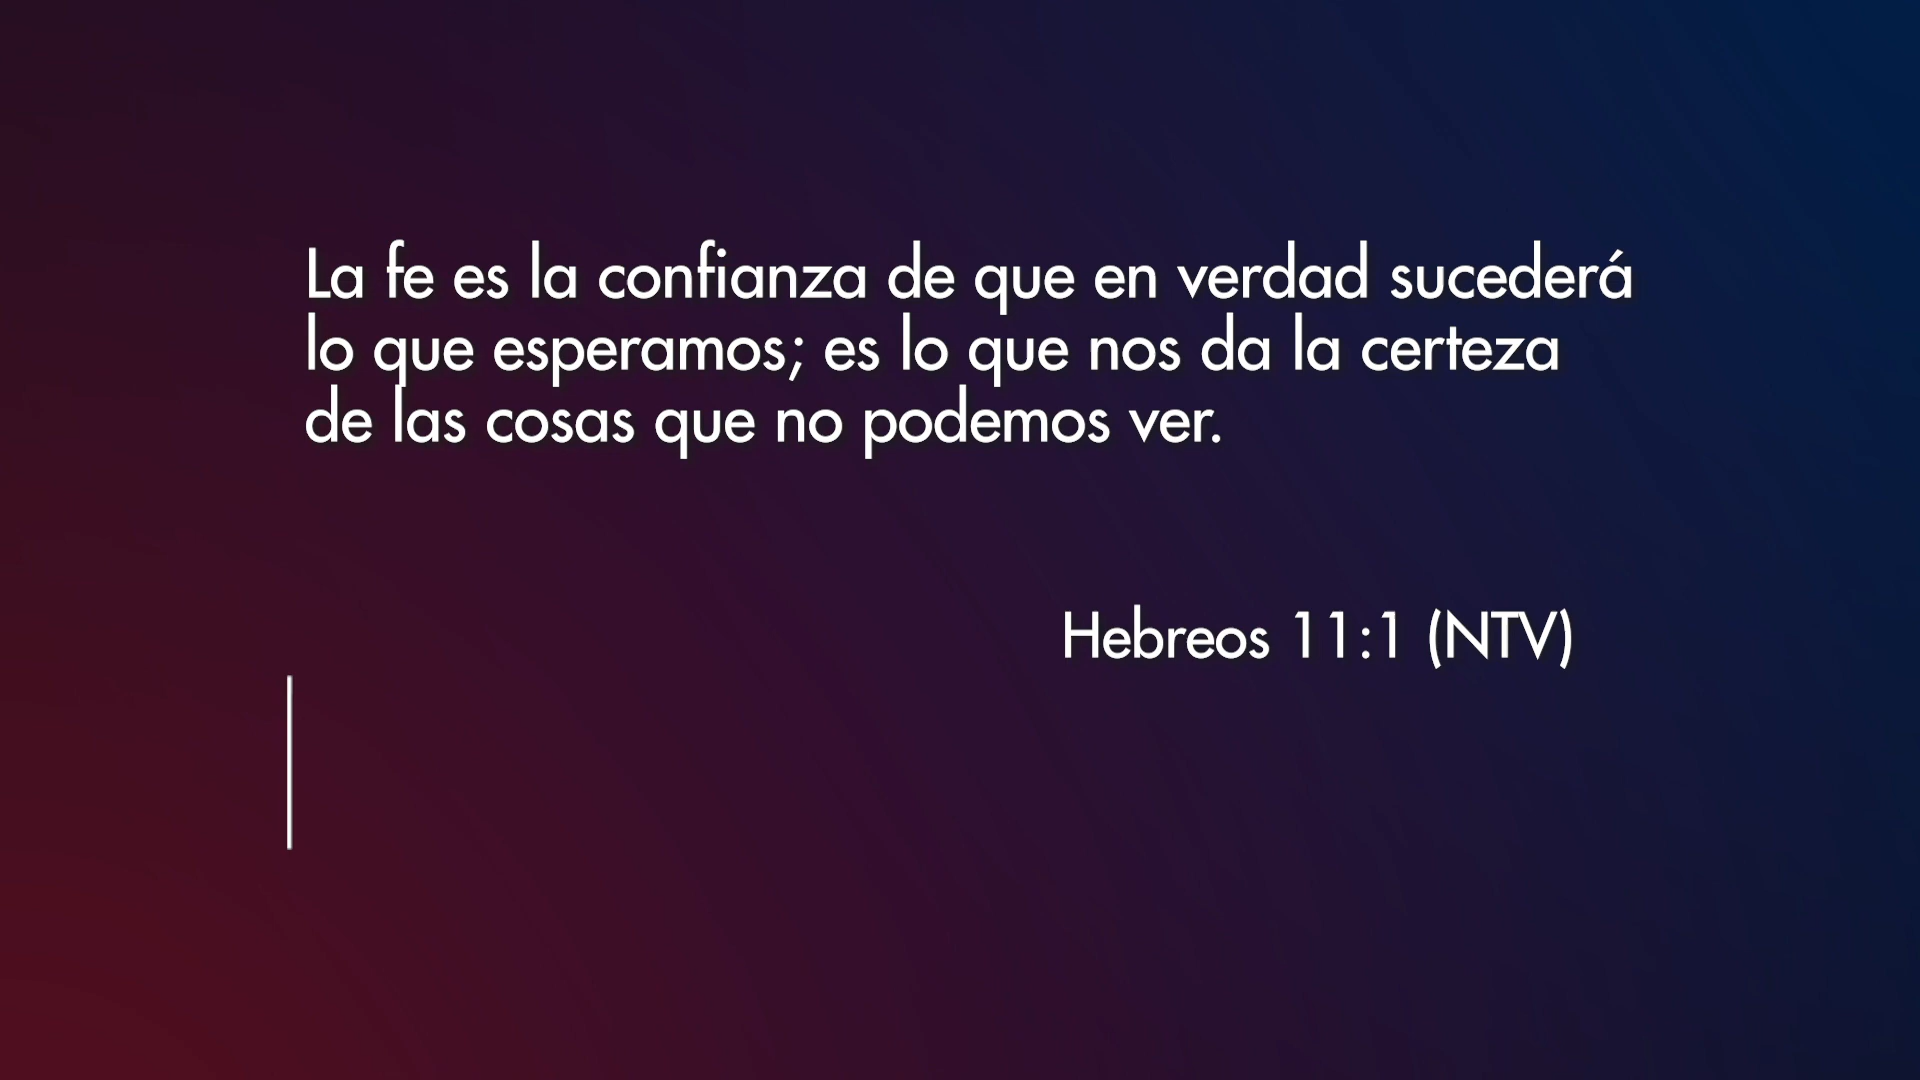 La fe es la confianza de que en verdad sucederá
lo que esperamos; es lo que nos da la certeza
de las cosas que no podemos ver.
Hebreos 11:1 (NTV)